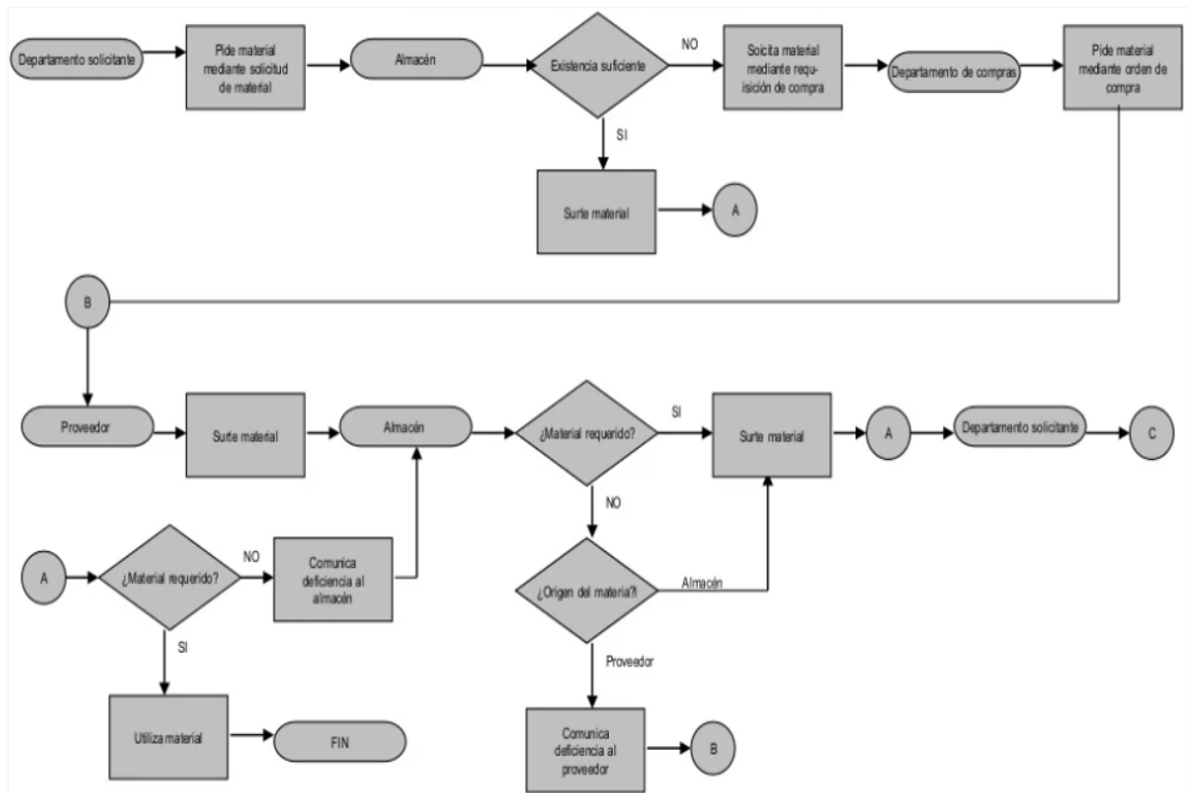 Departamento solicitante
Pide material
mediante solicitud
de material
Almacén
Existencia suficiente
NO
Soicita material
mediante requ-
isición de compra
Departamento de compras
Pide material
mediante orden de
compra
SI
Surte material
A
B
Proveedor
Surte material
Almacén
¿Material requerido?
SI
Surte material
A
Departamento solicitante
C
NO
A
¿Material requerido?
NO
Comunica
deficiencia al
almacén
¿Origen del materia?l
Almacén
SI
Proveedor
Utiliza material
FIN
Comunica
deficiencia al
proveedor
B